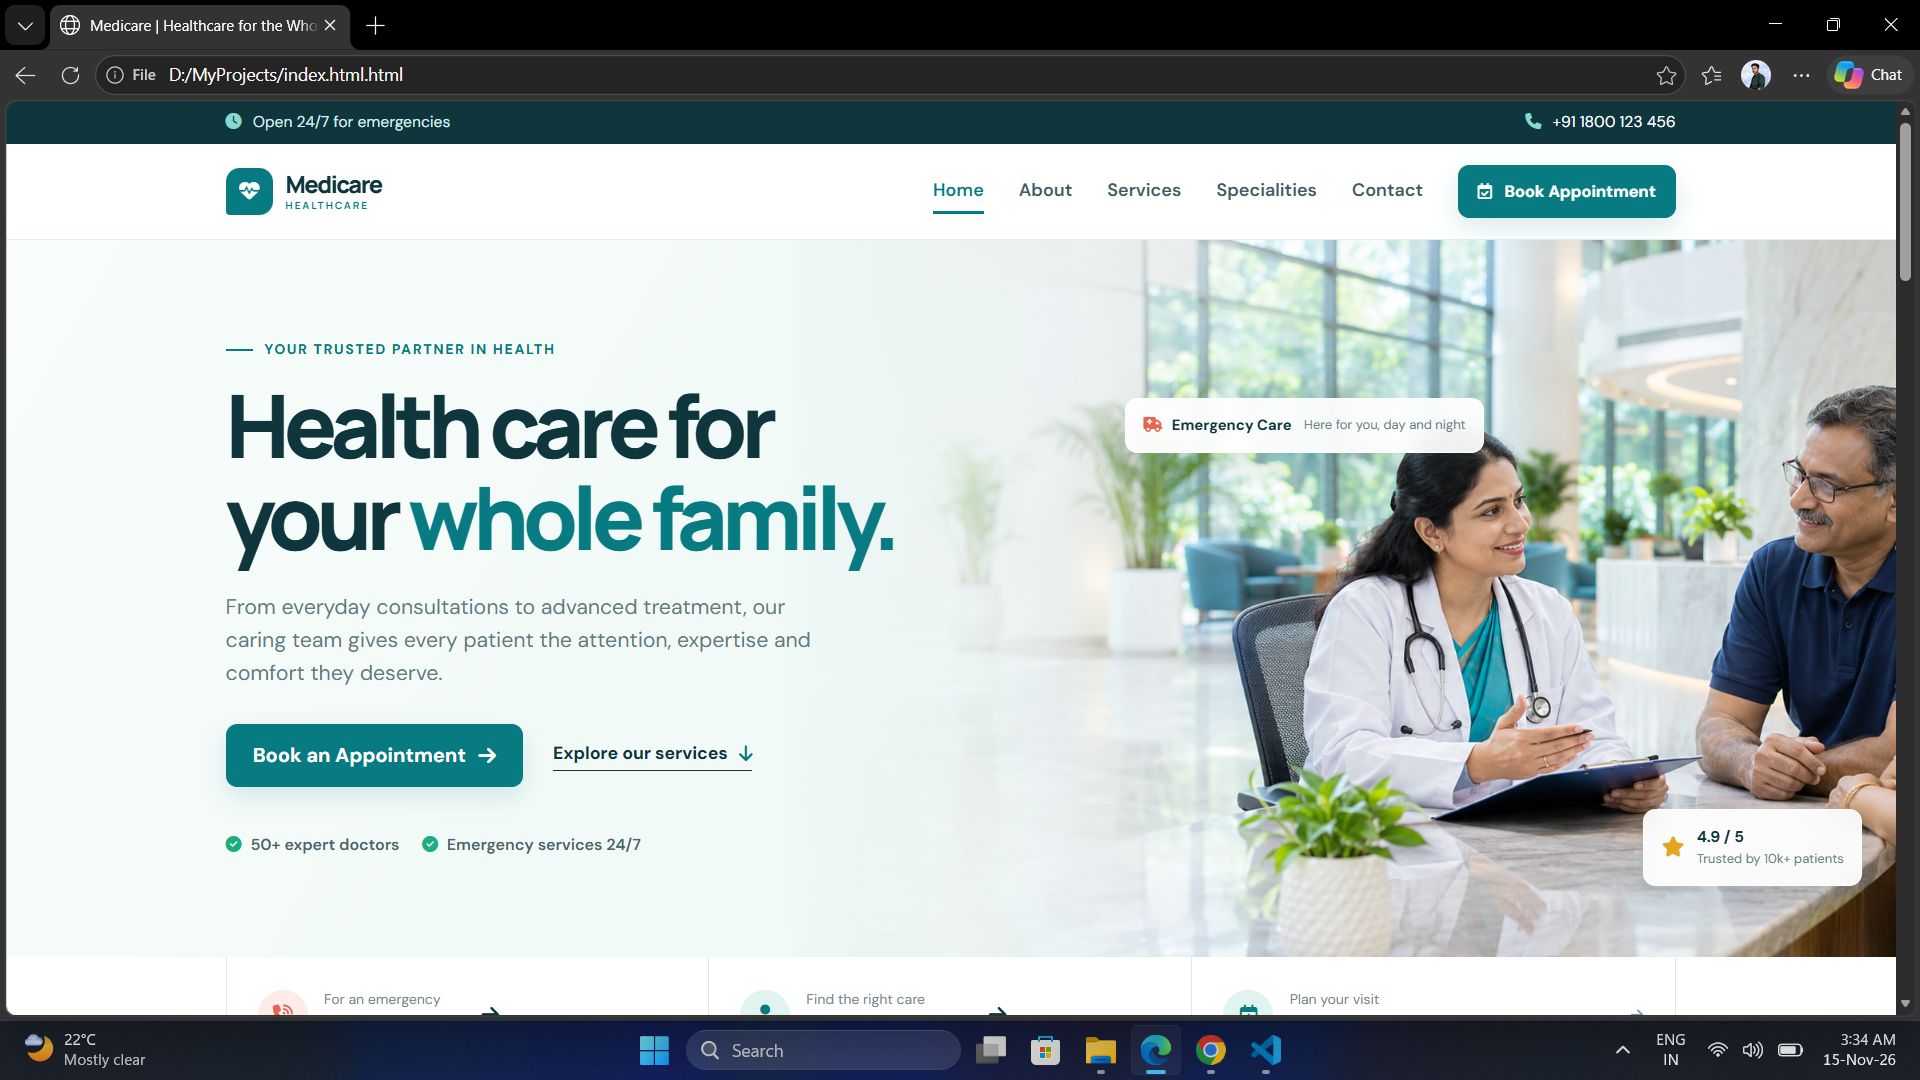 Medicare | Healthcare for the Who
File D:/MyProjects/index.html.html
Chat
Open 24/7 for emergencies
+91 1800 123 456
Medicare
HEALTHCARE
Home
About
Services
Specialities
Contact
Book Appointment
YOUR TRUSTED PARTNER IN HEALTH
Health care for
your whole family.
Emergency Care Here for you, day and night
From everyday consultations to advanced treatment, our
caring team gives every patient the attention, expertise and
comfort they deserve.
Book an Appointment
Explore our services
50+ expert doctors
Emergency services 24/7
4.9 / 5
Trusted by 10k+ patients
For an emergency
Find the right care
Plan your visit
22°C
Mostly clear
Search
ENG
IN
3:34 AM
15-Nov-26